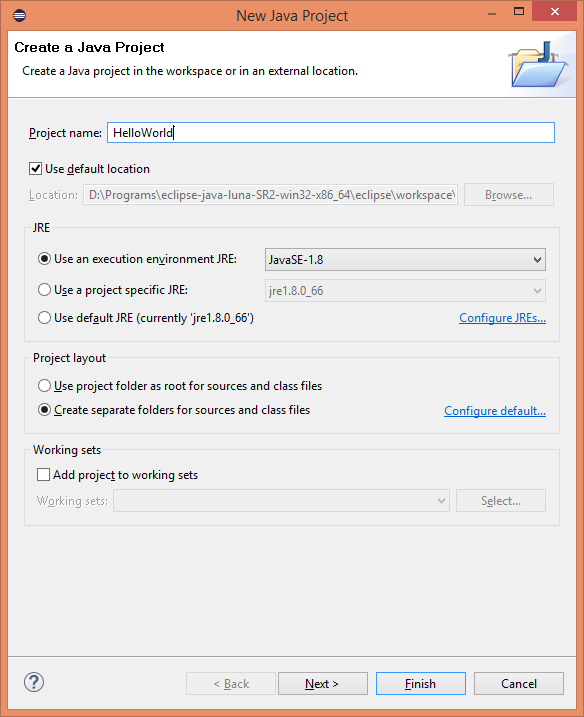 New Java Project
Create a Java Project
Create a Java project in the workspace or in an external location.
Project name: HelloWorld
Use default location
Location: D:\Programs\eclipse-java-luna-SR2-win32-x86_64\eclipse\workspace\ Browse...
JRE
Use an execution environment JRE: JavaSE-1.8
Use a project specific JRE: jre1.8.0_66
Use default JRE (currently 'jre1.8.0_66') Configure JREs...
Project layout
Use project folder as root for sources and class files
Create separate folders for sources and class files Configure default...
Working sets
Add project to working sets
Working sets: Select...
? < Back Next > Finish Cancel